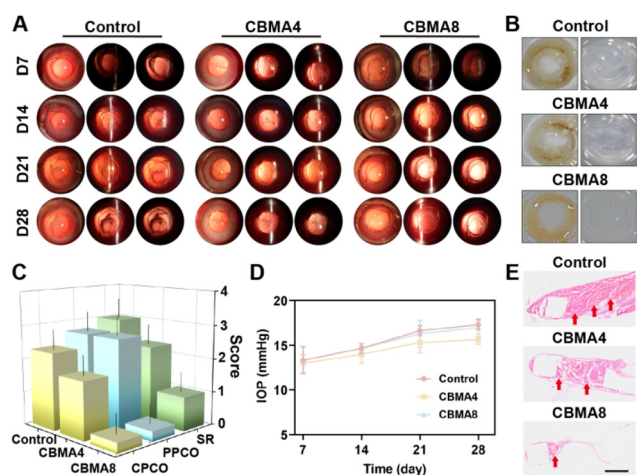 A
Control
CBMA4
CBMA8
D7
D14
D21
D28
B
Control
CBMA4
CBMA8
C
4
3
2
1
0
Score
Control
CBMA4
CBMA8
CPCO
PPCO
SR
D
IOP (mmHg)
20
15
10
5
Control
CBMA4
CBMA8
7
14
21
28
Time (day)
E
Control
CBMA4
CBMA8